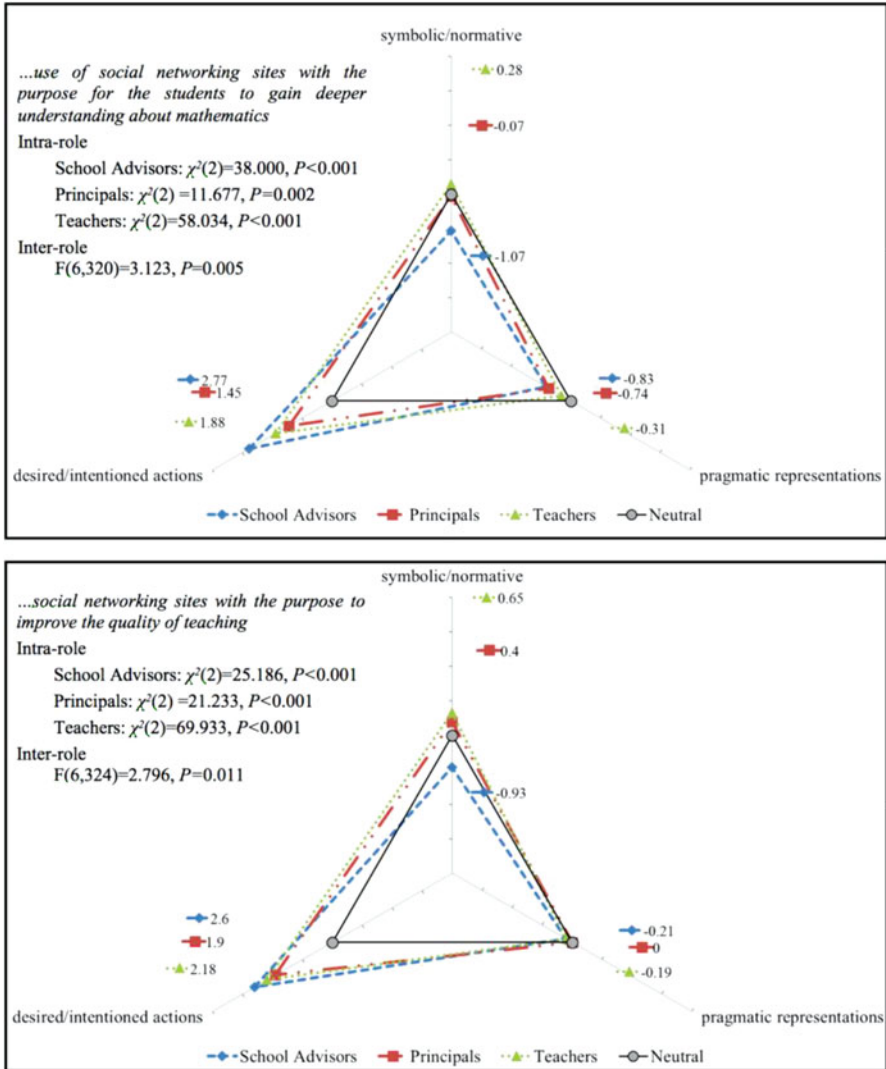 symbolic/normative
...use of social networking sites with the
purpose for the students to gain deeper
understanding about mathematics
Intra-role
School Advisors: χ²(2)=38.000, P<0.001
Principals: χ²(2) =11.677, P=0.002
Teachers: χ²(2)=58.034, P<0.001
Inter-role
F(6,320)=3.123, P=0.005
0.28
-0.07
-1.07
2.77
1.45
1.88
-0.83
-0.74
-0.31
desired/intentioned actions
pragmatic representations
School Advisors Principals Teachers Neutral
symbolic/normative
...social networking sites with the purpose to
improve the quality of teaching
Intra-role
School Advisors: χ²(2)=25.186, P<0.001
Principals: χ²(2) =21.233, P<0.001
Teachers: χ²(2)=69.933, P<0.001
Inter-role
F(6,324)=2.796, P=0.011
0.65
0.4
-0.93
2.6
1.9
2.18
-0.21
0
-0.19
desired/intentioned actions
pragmatic representations
School Advisors Principals Teachers Neutral